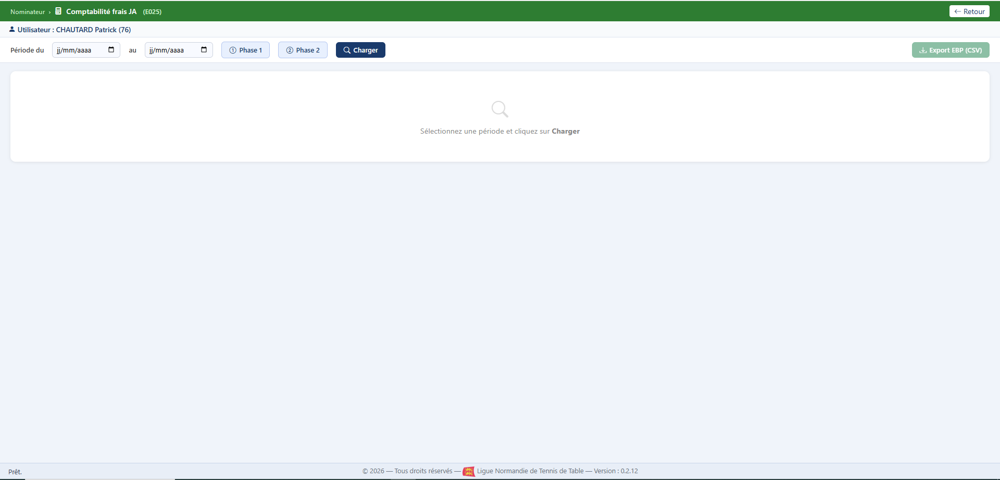 Nominateur › Comptabilité frais JA (E025)
← Retour
Utilisateur : CHAUTARD Patrick (76)
Période du jj/mm/aaaa au jj/mm/aaaa ① Phase 1 ② Phase 2 Charger Export EBP (CSV)
Sélectionnez une période et cliquez sur Charger
Prêt.
© 2026 — Tous droits réservés — Ligue Normandie de Tennis de Table — Version : 0.2.12